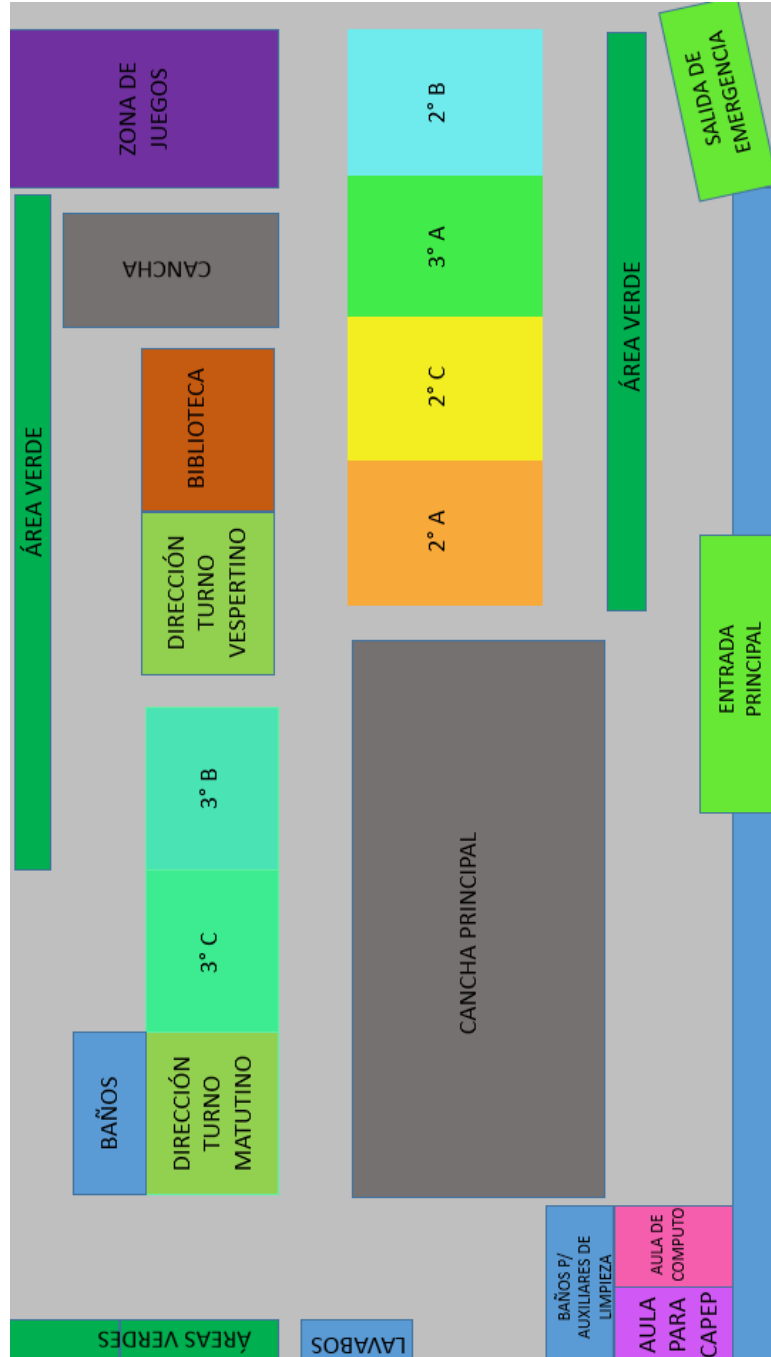 ZONA DE
JUEGOS
2° B
SALIDA DE
EMERGENCIA
CANCHA
3° A
ÁREA VERDE
BIBLIOTECA
2° C
ÁREA VERDE
DIRECCIÓN
TURNO
VESPERTINO
2° A
ENTRADA
PRINCIPAL
3° B
CANCHA PRINCIPAL
3° C
BAÑOS
DIRECCIÓN
TURNO
MATUTINO
BAÑOS P/
AUXILIARES DE
LIMPIEZA
AULA DE
COMPUTO
AULA
PARA
CAPEP
ÁREAS VERDES
LAVABOS